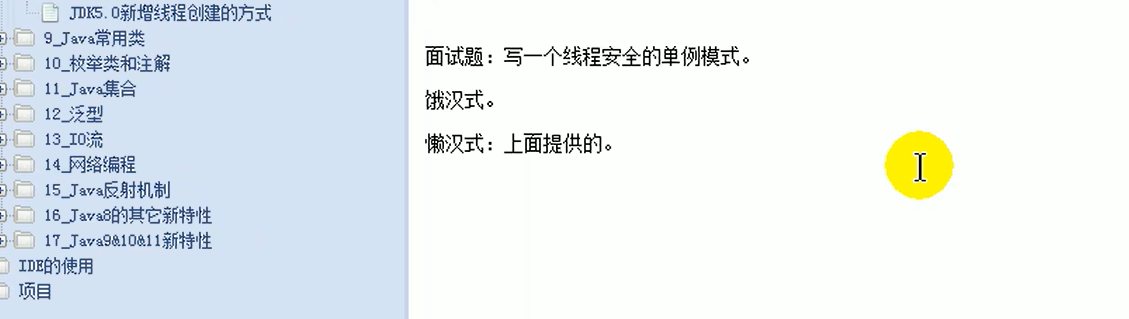 JDK5.0新增线程创建的方式
9_Java常用类
10_枚举类和注解
11_Java集合
12_泛型
13_IO流
14_网络编程
15_Java反射机制
16_Java8的其它新特性
17_Java9&10&11新特性
IDE的使用
项目
面试题：写一个线程安全的单例模式。
饿汉式。
懒汉式：上面提供的。